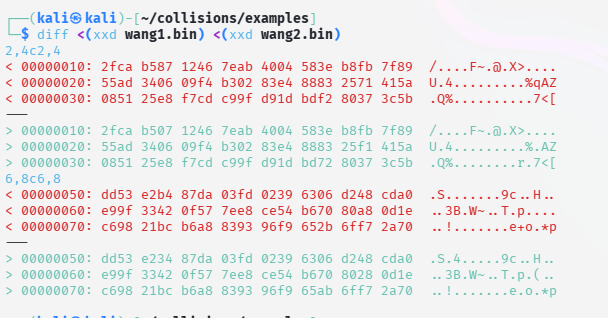 ┌──(kali㉿kali)-[~/collisions/examples]
└─$ diff <(xxd wang1.bin) <(xxd wang2.bin)
2,4c2,4
< 00000010: 2fca b587 1246 7eab 4004 583e b8fb 7f89  /....F~.@.X>....
< 00000020: 55ad 3406 09f4 b302 83e4 8883 2571 415a  U.4.........%qAZ
< 00000030: 0851 25e8 f7cd c99f d91d bdf2 8037 3c5b  .Q%..........7<[
---
> 00000010: 2fca b507 1246 7eab 4004 583e b8fb 7f89  /....F~.@.X>....
> 00000020: 55ad 3406 09f4 b302 83e4 8883 25f1 415a  U.4.........%.AZ
> 00000030: 0851 25e8 f7cd c99f d91d bd72 8037 3c5b  .Q%........r.7<[
6,8c6,8
< 00000050: dd53 e2b4 87da 03fd 0239 6306 d248 cda0  .S.......9c..H..
< 00000060: e99f 3342 0f57 7ee8 ce54 b670 80a8 0d1e  ..3B.W~..T.p....
< 00000070: c698 21bc b6a8 8393 96f9 652b 6ff7 2a70  ..!.......e+o.*p
---
> 00000050: dd53 e234 87da 03fd 0239 6306 d248 cda0  .S.4.....9c..H..
> 00000060: e99f 3342 0f57 7ee8 ce54 b670 8028 0d1e  ..3B.W~..T.p.(..
> 00000070: c698 21bc b6a8 8393 96f9 65ab 6ff7 2a70  ..!.......e.o.*p